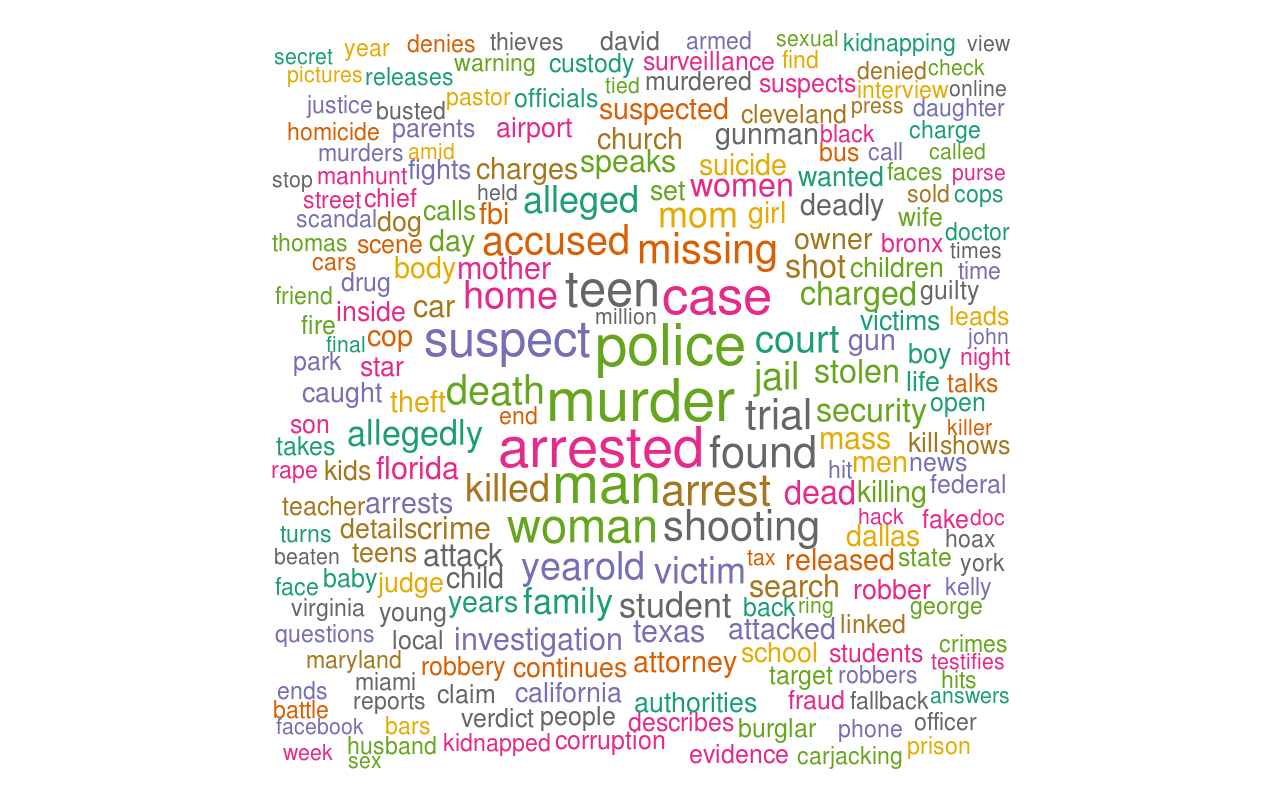 secret year denies thieves david armed sexual kidnapping view
pictures releases warning custody surveillance find denied check
tied murdered suspects interview online
justice busted pastor officials suspected cleveland press daughter
homicide parents airport church gunman black charge
murders amid fights charges speaks suicide bus call called
stop manhunt held alleged set women wanted faces purse
street chief calls fbi mom girl deadly sold cops
scandal dog wife doctor
thomas scene day accused missing owner bronx times
cars body mother shot children time
friend drug inside car home teen case charged guilty
fire million victims leads
final cop suspect police court gun boy john
park star night
caught theft death murder jail stolen life talks
son end trial security open
takes allegedly arrested found mass kill shows killer
rape kids florida hit men news
teacher arrests killed man arrest dead killing federal
turns details crime woman shooting hack fake doc
beaten teens attack dallas hoax
face baby judge child yearold victim tax released state york
virginia young years family student search robber kelly
back ring george
questions local investigation texas attacked linked
maryland robbery continues attorney school students crimes
testifies
ends miami target robbers hits
battle reports claim california authorities fraud fallback answers
facebook bars verdict people describes burglar phone officer
week husband kidnapped corruption evidence carjacking prison
sex